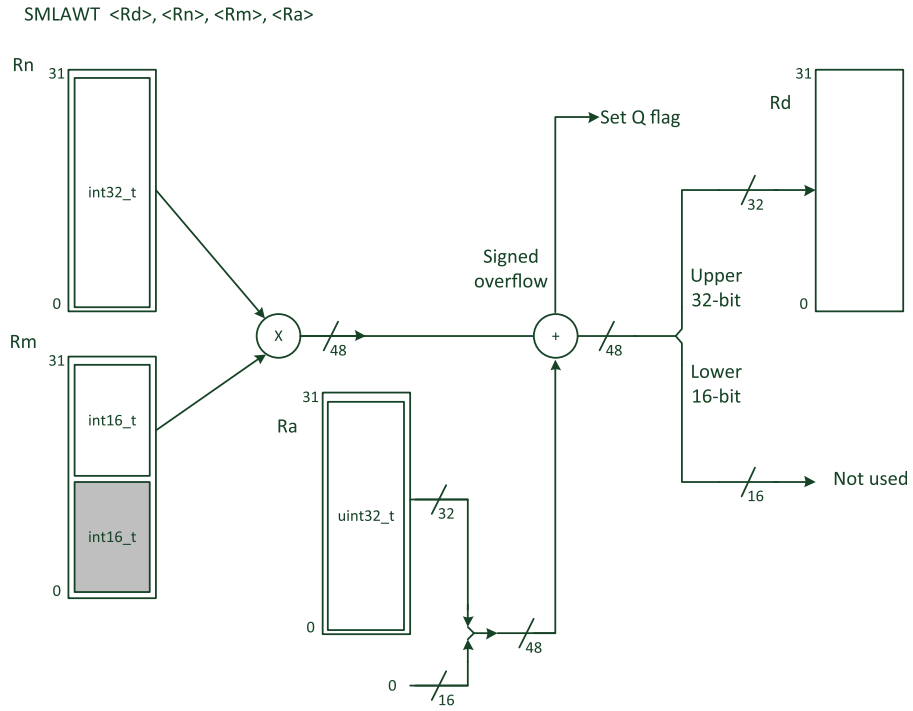 SMLAWT <Rd>, <Rn>, <Rm>, <Ra>
Rn
31
int32_t
0
Rm
31
int16_t
int16_t
0
X
48
Ra
31
uint32_t
0
32
0
16
48
Signed
overflow
Set Q flag
+
48
Upper
32-bit
Lower
16-bit
32
16
Rd
31
0
Not used